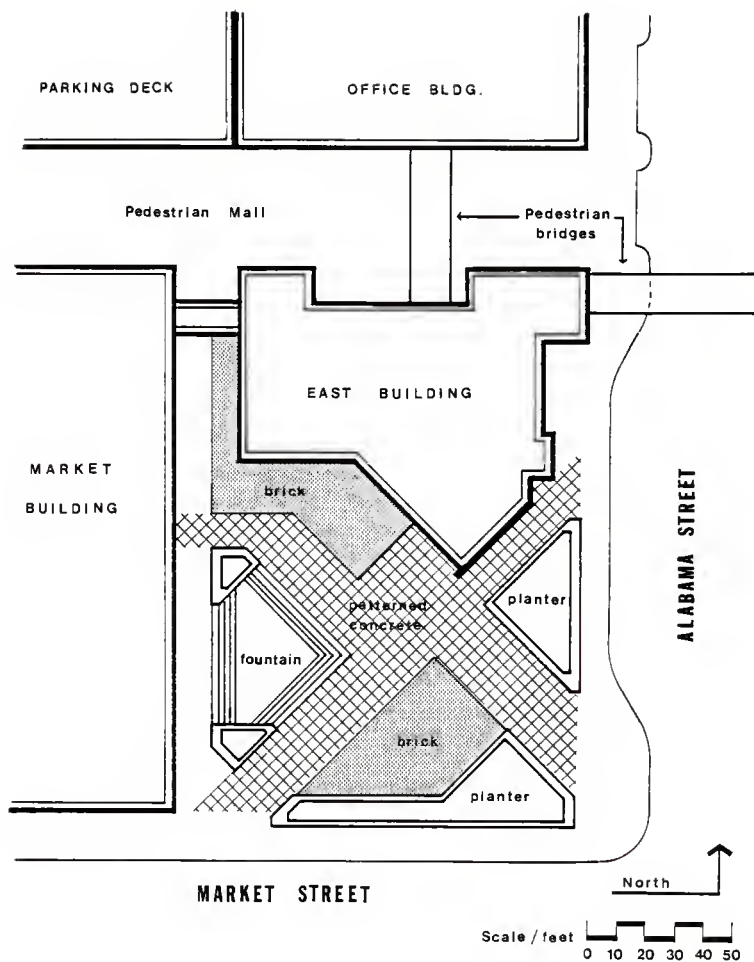 PARKING DECK
OFFICE BLDG.
Pedestrian Mall
Pedestrian
bridges
EAST BUILDING
MARKET
BUILDING
brick
ALABAMA STREET
planter
patterned
concrete
fountain
brick
planter
MARKET STREET
North
Scale / feet
0 10 20 30 40 50